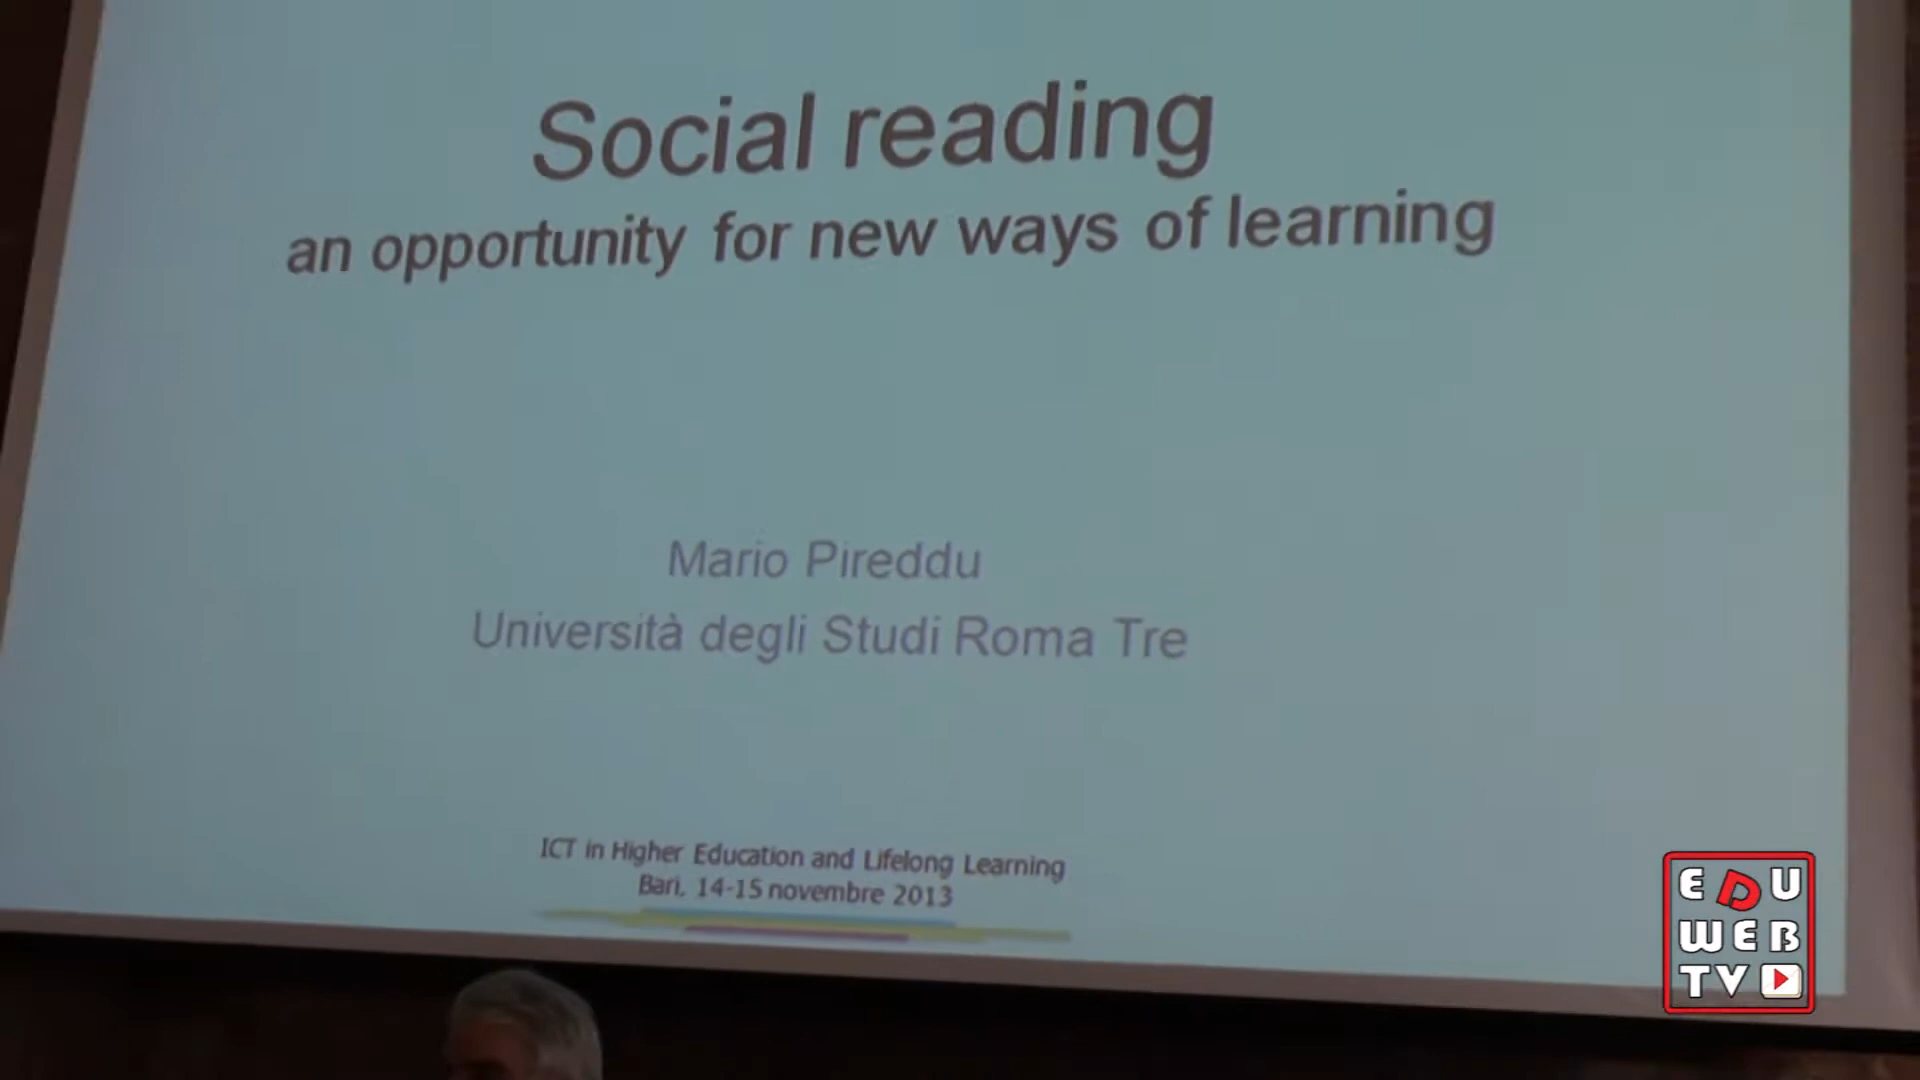 Social reading
an opportunity for new ways of learning
Mario Pireddu
Università degli Studi Roma Tre
ICT in Higher Education and Lifelong Learning
Bari, 14-15 novembre 2013
EDU
WEB
TV